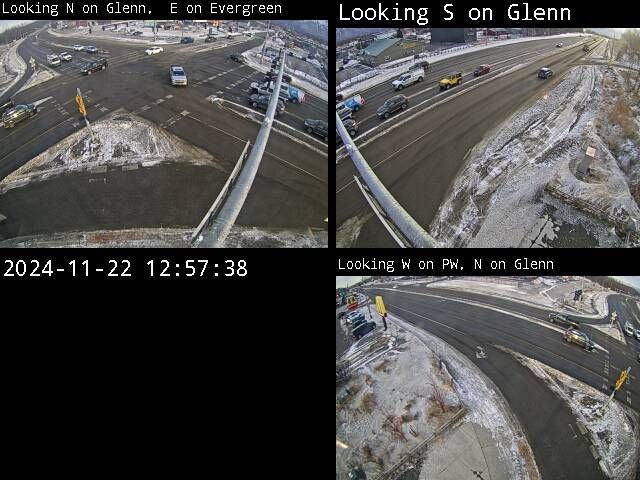 Looking N on Glenn,  E on Evergreen
Looking S on Glenn
2024-11-22 12:57:38
Looking W on PW, N on Glenn